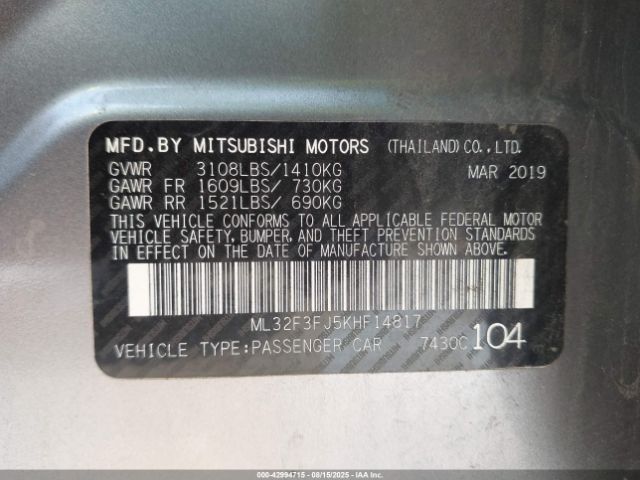 MFD.BY MITSUBISHI MOTORS (THAILAND)CO.,LTD.
GVWR 3108LBS/1410KG MAR 2019
GAWR FR 1609LBS/ 730KG
GAWR RR 1521LBS/ 690KG
THIS VEHICLE CONFORMS TO ALL APPLICABLE FEDERAL MOTOR
VEHICLE SAFETY, BUMPER, AND THEFT PREVENTION STANDARDS
IN EFFECT ON THE DATE OF MANUFACTURE SHOWN ABOVE.
ML32F3FJ5KHF14817
VEHICLE TYPE:PASSENGER CAR 7430C 104
000-42994715 - 08/15/2025 - IAAI.com